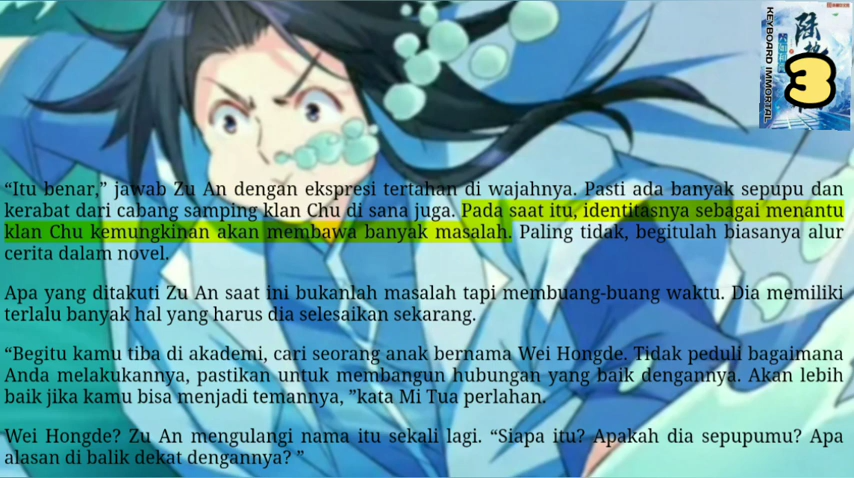 KEYBOARD IMMORTAL
3
“Itu benar,” jawab Zu An dengan ekspresi tertahan di wajahnya. Pasti ada banyak sepupu dan
kerabat dari cabang samping klan Chu di sana juga. Pada saat itu, identitasnya sebagai menantu
klan Chu kemungkinan akan membawa banyak masalah. Paling tidak, begitulah biasanya alur
cerita dalam novel.
Apa yang ditakuti Zu An saat ini bukanlah masalah tapi membuang-buang waktu. Dia memiliki
terlalu banyak hal yang harus dia selesaikan sekarang.
“Begitu kamu tiba di akademi, cari seorang anak bernama Wei Hongde. Tidak peduli bagaimana
Anda melakukannya, pastikan untuk membangun hubungan yang baik dengannya. Akan lebih
baik jika kamu bisa menjadi temannya, ”kata Mi Tua perlahan.
Wei Hongde? Zu An mengulangi nama itu sekali lagi. “Siapa itu? Apakah dia sepupumu? Apa
alasan di balik dekat dengannya? ”